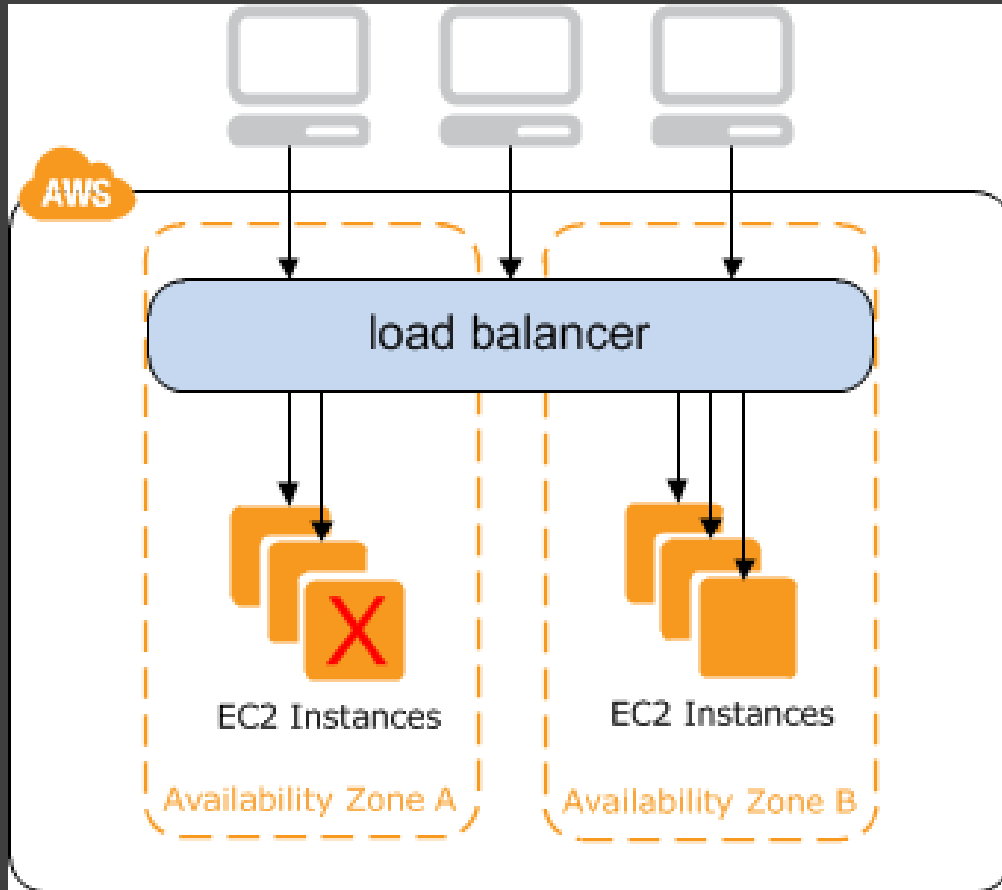 AWS
load balancer
X
EC2 Instances
EC2 Instances
Availability Zone A
Availability Zone B